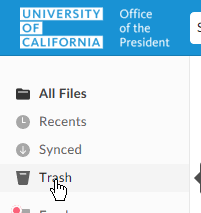 UNIVERSITY
OF
CALIFORNIA
Office
of the
President
S
All Files
Recents
Synced
Trash